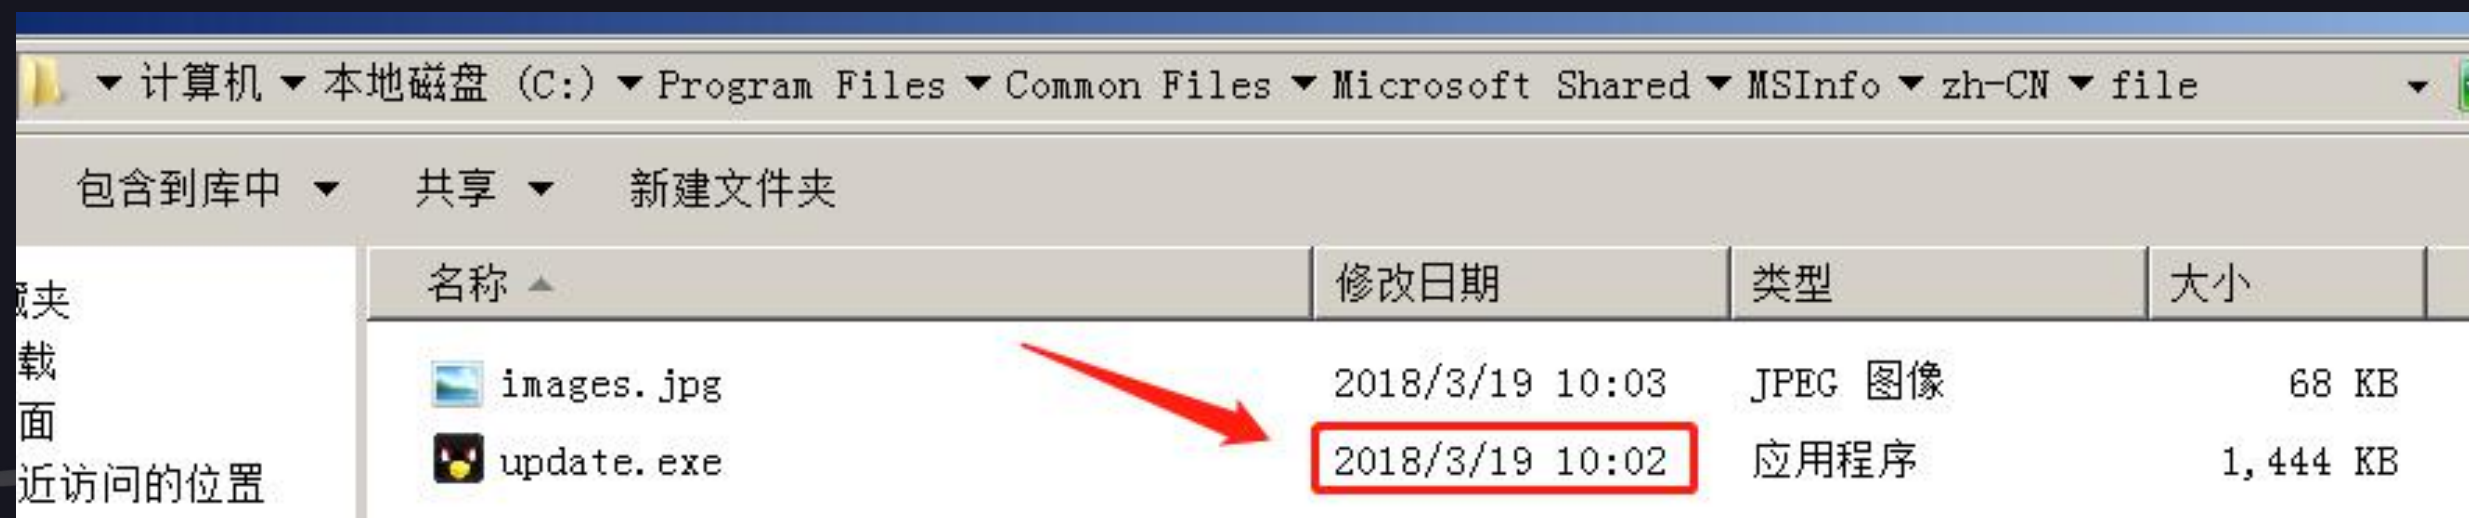 计算机 本地磁盘 (C:) Program Files Common Files Microsoft Shared MSInfo zh-CN file
包含到库中 共享 新建文件夹
名称 修改日期 类型 大小
夹
载
面
近访问的位置
images.jpg 2018/3/19 10:03 JPEG 图像 68 KB
update.exe 2018/3/19 10:02 应用程序 1,444 KB